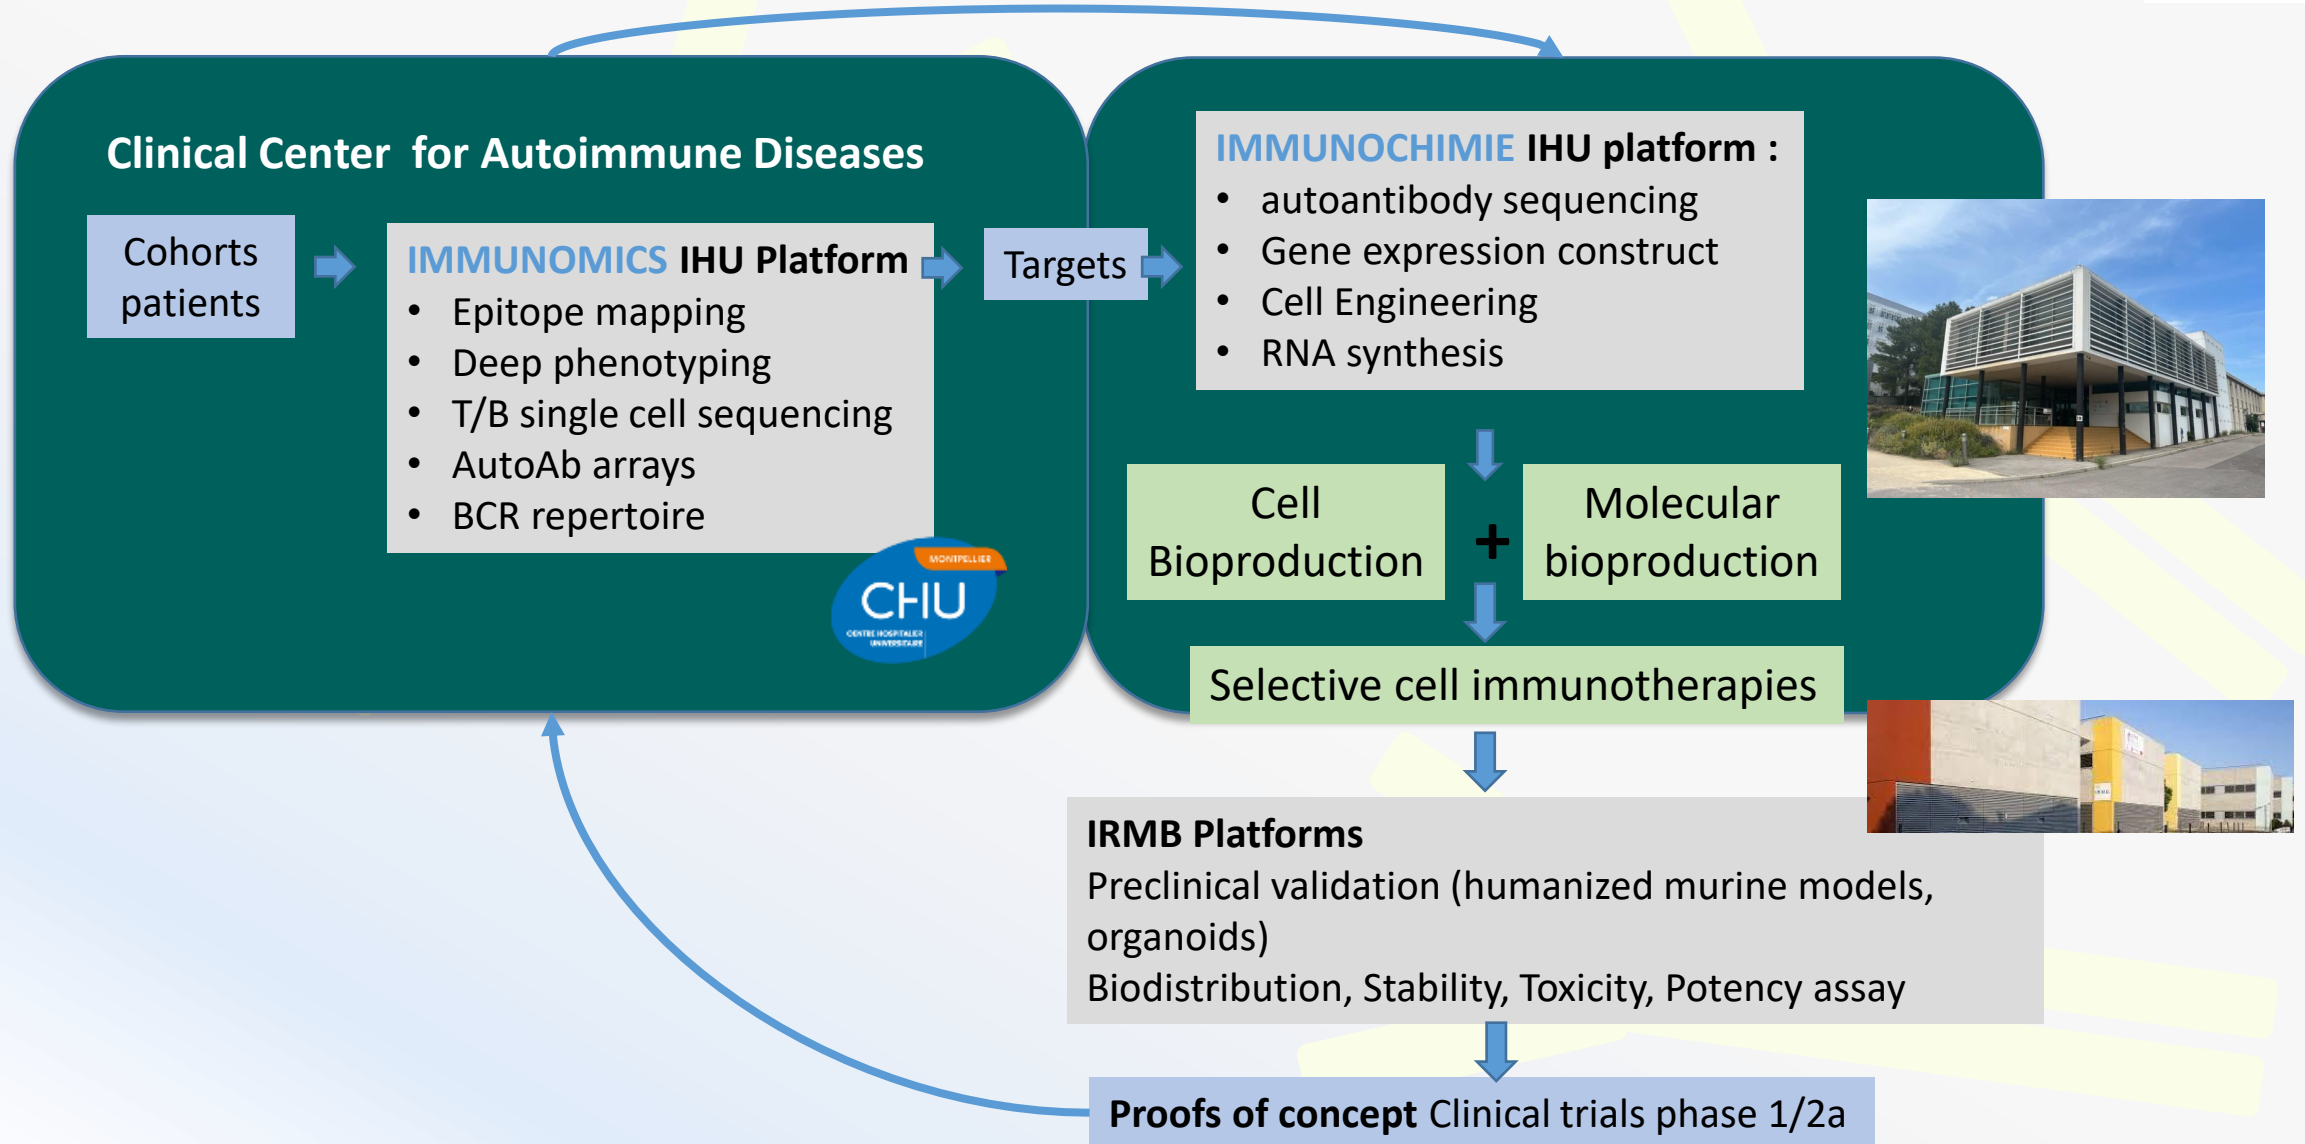 Clinical Center for Autoimmune Diseases
Cohorts
patients
IMMUNOMICS IHU Platform
• Epitope mapping
• Deep phenotyping
• T/B single cell sequencing
• AutoAb arrays
• BCR repertoire
MONTPELLIER
CHU
CENTRE HOSPITALIER
UNIVERSITAIRE
Targets
IMMUNOCHIMIE IHU platform :
• autoantibody sequencing
• Gene expression construct
• Cell Engineering
• RNA synthesis
Cell
Bioproduction
+
Molecular
bioproduction
Selective cell immunotherapies
IRMB Platforms
Preclinical validation (humanized murine models,
organoids)
Biodistribution, Stability, Toxicity, Potency assay
Proofs of concept Clinical trials phase 1/2a